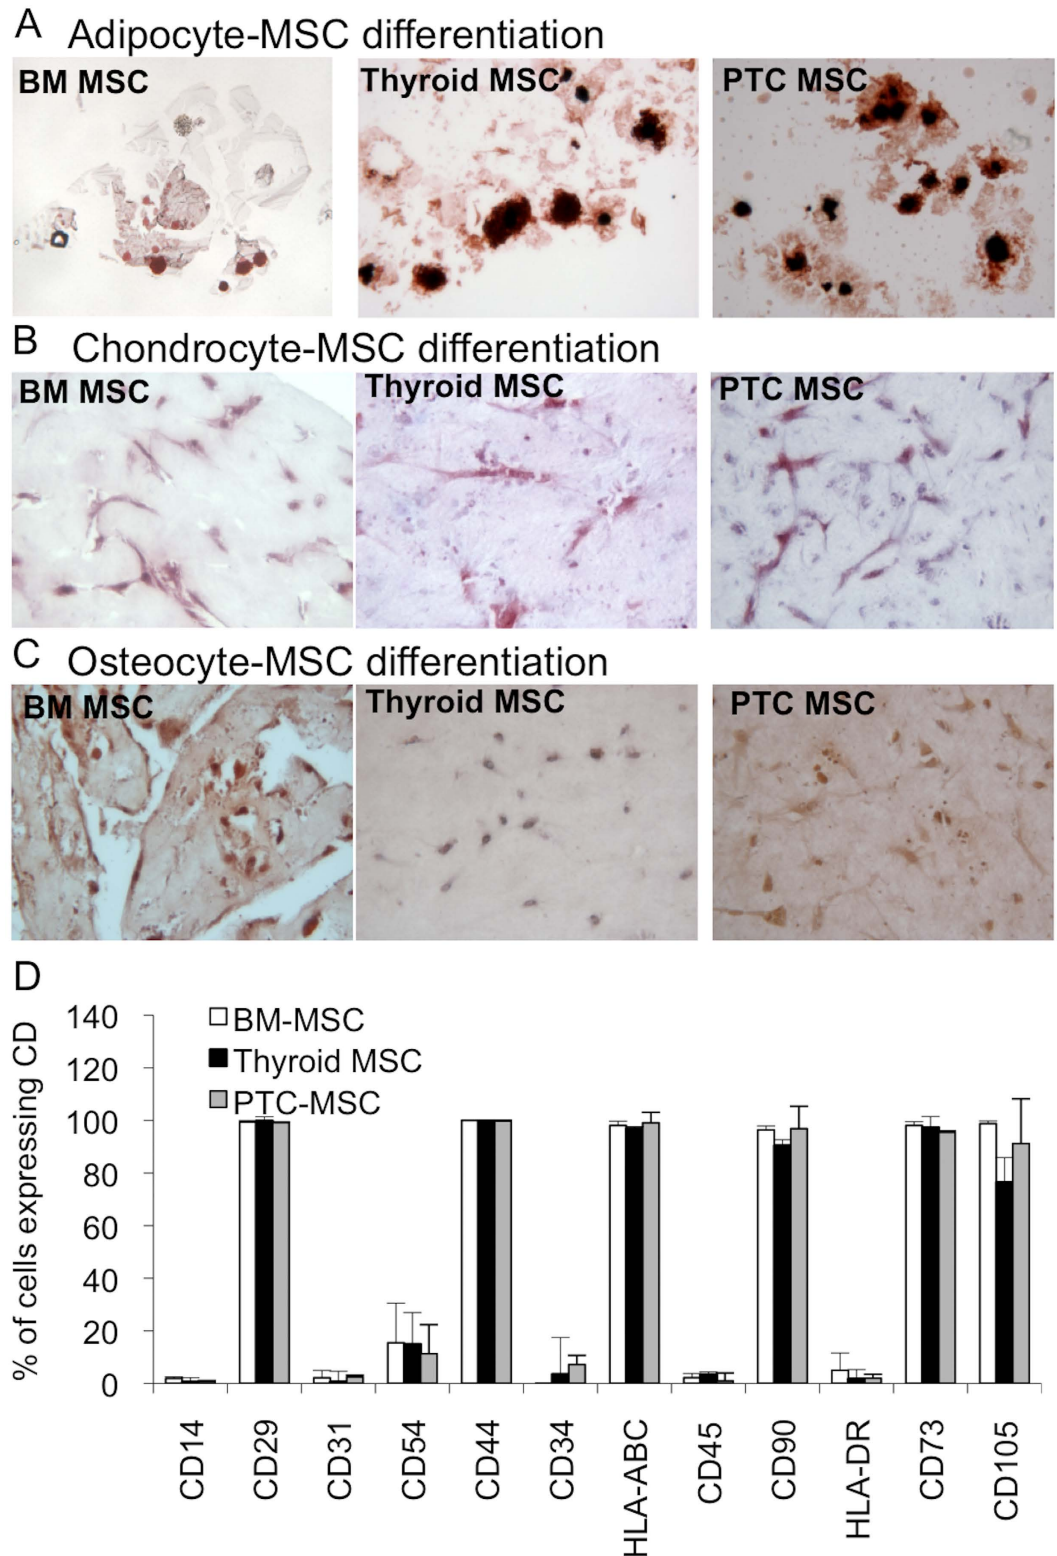 A Adipocyte-MSC differentiation
BM MSC Thyroid MSC PTC MSC
B Chondrocyte-MSC differentiation
BM MSC Thyroid MSC PTC MSC
C Osteocyte-MSC differentiation
BM MSC Thyroid MSC PTC MSC
D
% of cells expressing CD
140
120
100
80
60
40
20
0
BM-MSC
Thyroid MSC
PTC-MSC
CD14
CD29
CD31
CD54
CD44
CD34
HLA-ABC
CD45
CD90
HLA-DR
CD73
CD105